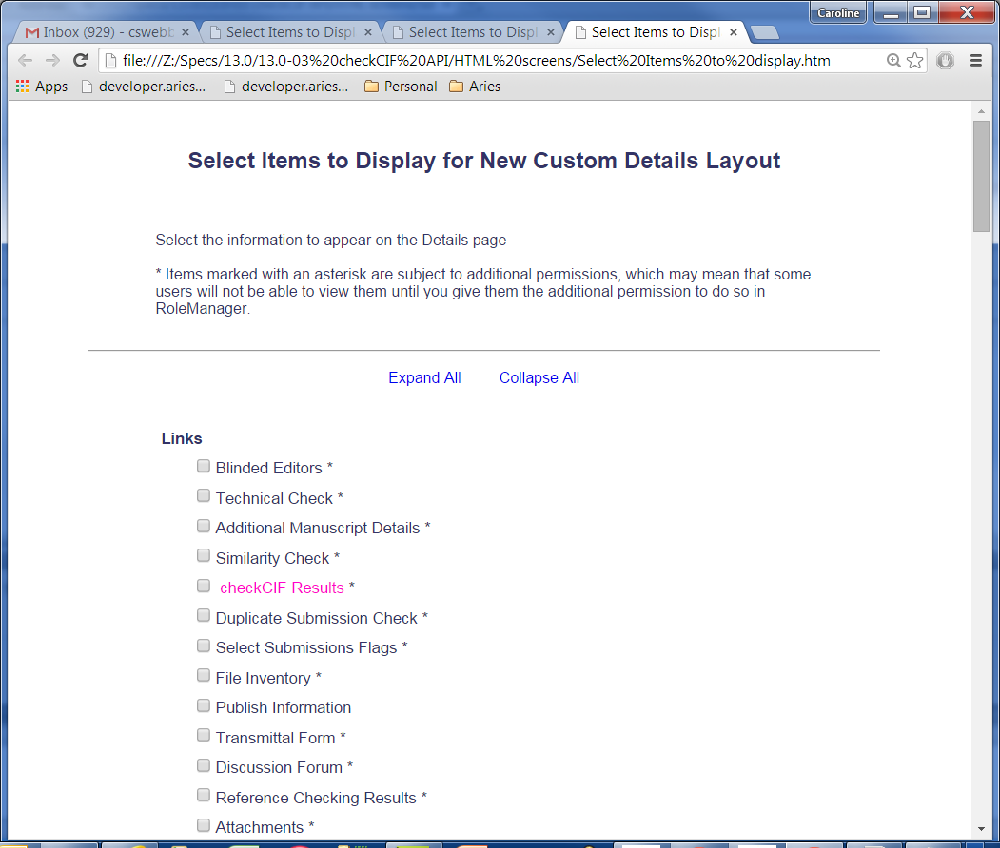 Caroline
Inbox (929) - cswebb
Select Items to Displ
Select Items to Displ
Select Items to Displ
file:///Z:/Specs/13.0/13.0-03%20checkCIF%20API/HTML%20screens/Select%20Items%20to%20display.htm
Apps developer.aries... developer.aries... Personal Aries
Select Items to Display for New Custom Details Layout
Select the information to appear on the Details page
* Items marked with an asterisk are subject to additional permissions, which may mean that some
users will not be able to view them until you give them the additional permission to do so in
RoleManager.
Expand All Collapse All
Links
Blinded Editors *
Technical Check *
Additional Manuscript Details *
Similarity Check *
checkCIF Results *
Duplicate Submission Check *
Select Submissions Flags *
File Inventory *
Publish Information
Transmittal Form *
Discussion Forum *
Reference Checking Results *
Attachments *